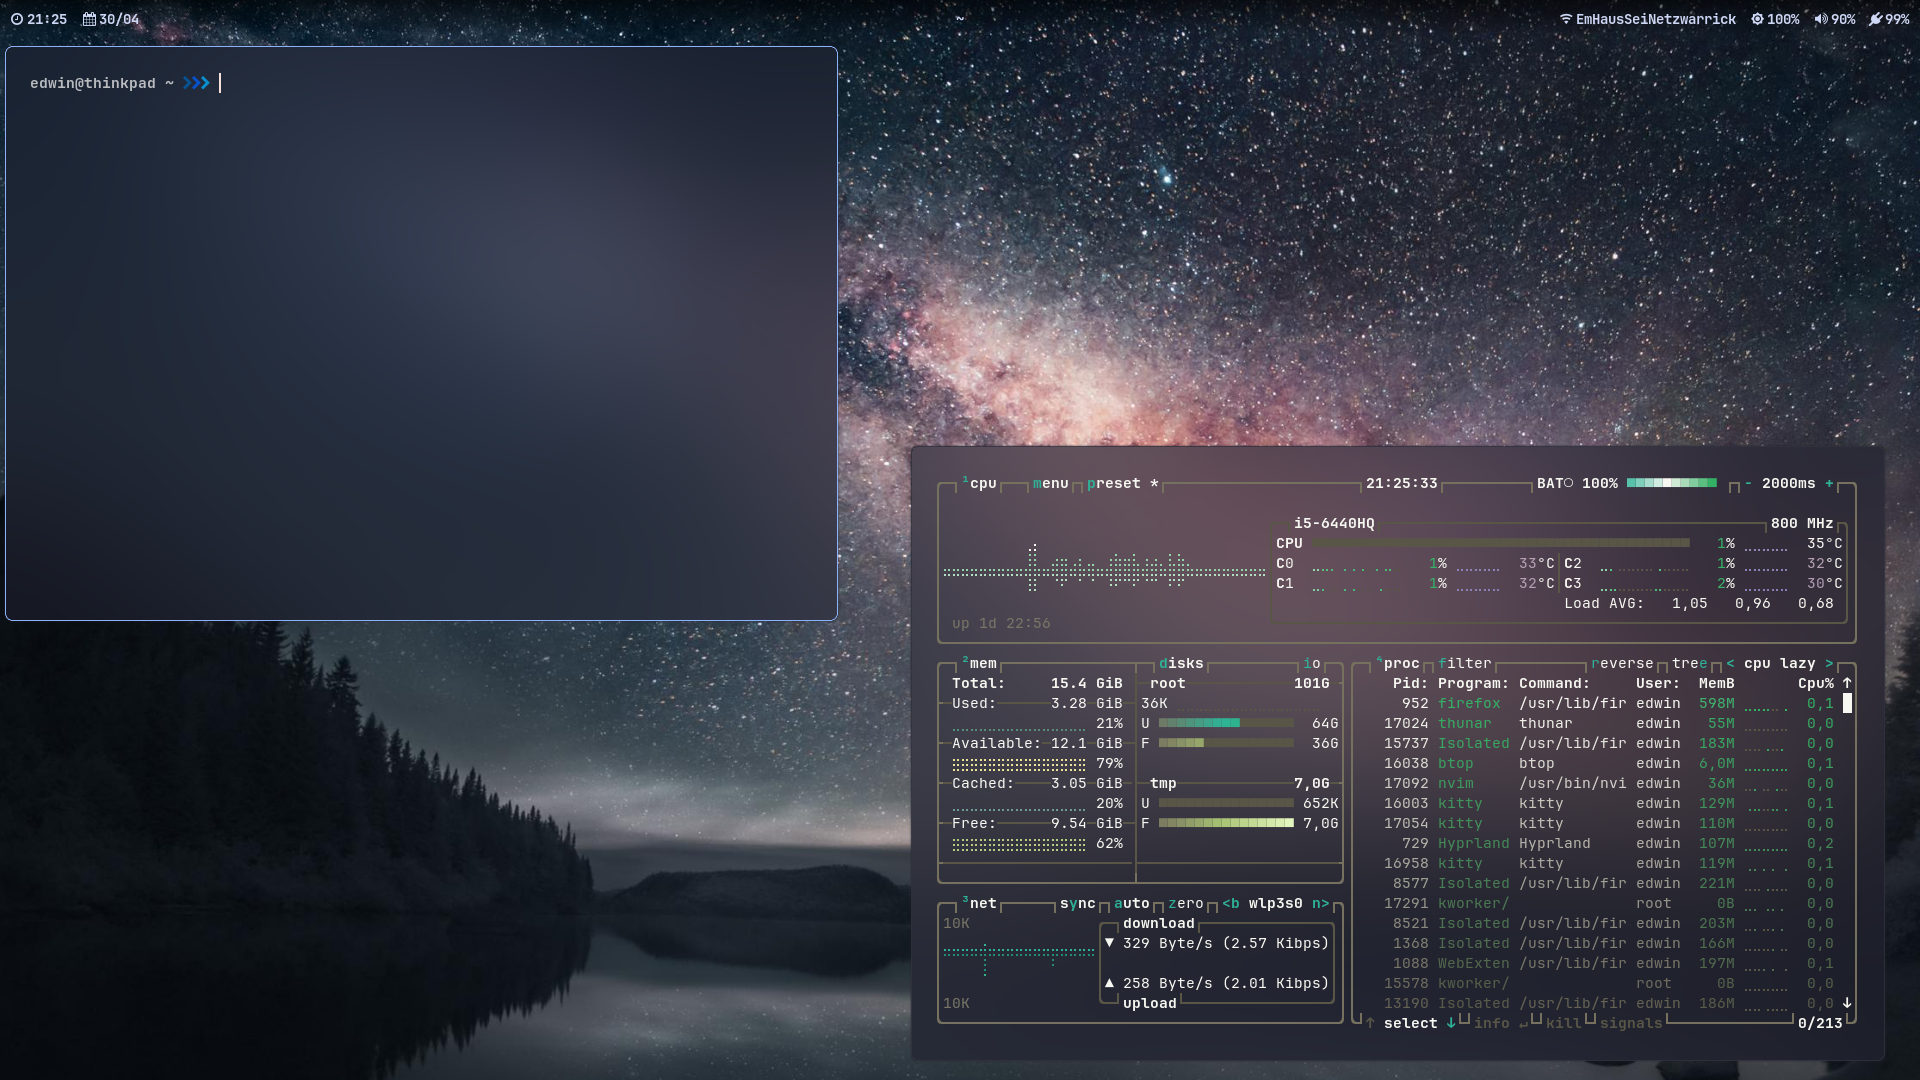 21:25 30/04
~
EmHausSeiNetzwarrick 100% 90% 99%
edwin@thinkpad ~ ❯❯❯
¹cpu menu preset * 21:25:33 BAT○ 100% - 2000ms +
i5-6440HQ 800 MHz
CPU 1% 35°C
C0 1% 33°C C2 1% 32°C
C1 1% 32°C C3 2% 30°C
Load AVG: 1,05 0,96 0,68
up 1d 22:56
²mem disks io
Total: 15.4 GiB root 101G
Used: 3.28 GiB 36K
21% U 64G
Available: 12.1 GiB F 36G
79%
Cached: 3.05 GiB tmp 7,0G
20% U 652K
Free: 9.54 GiB F 7,0G
62%
³net sync auto zero <b wlp3s0 n>
10K download
▼ 329 Byte/s (2.57 Kibps)
▲ 258 Byte/s (2.01 Kibps)
10K upload
⁴proc filter reverse tree < cpu lazy >
Pid: Program: Command: User: MemB Cpu% ↑
952 firefox /usr/lib/fir edwin 598M 0,1
17024 thunar thunar edwin 55M 0,0
15737 Isolated /usr/lib/fir edwin 183M 0,0
16038 btop btop edwin 6,0M 0,1
17092 nvim /usr/bin/nvi edwin 36M 0,0
16003 kitty kitty edwin 129M 0,1
17054 kitty kitty edwin 110M 0,0
729 Hyprland Hyprland edwin 107M 0,2
16958 kitty kitty edwin 119M 0,1
8577 Isolated /usr/lib/fir edwin 221M 0,0
17291 kworker/ root 0B 0,0
8521 Isolated /usr/lib/fir edwin 203M 0,0
1368 Isolated /usr/lib/fir edwin 166M 0,0
1088 WebExten /usr/lib/fir edwin 197M 0,1
15578 kworker/ root 0B 0,0
13190 Isolated /usr/lib/fir edwin 186M 0,0 ↓
↑ select ↓ info ↵ kill signals 0/213